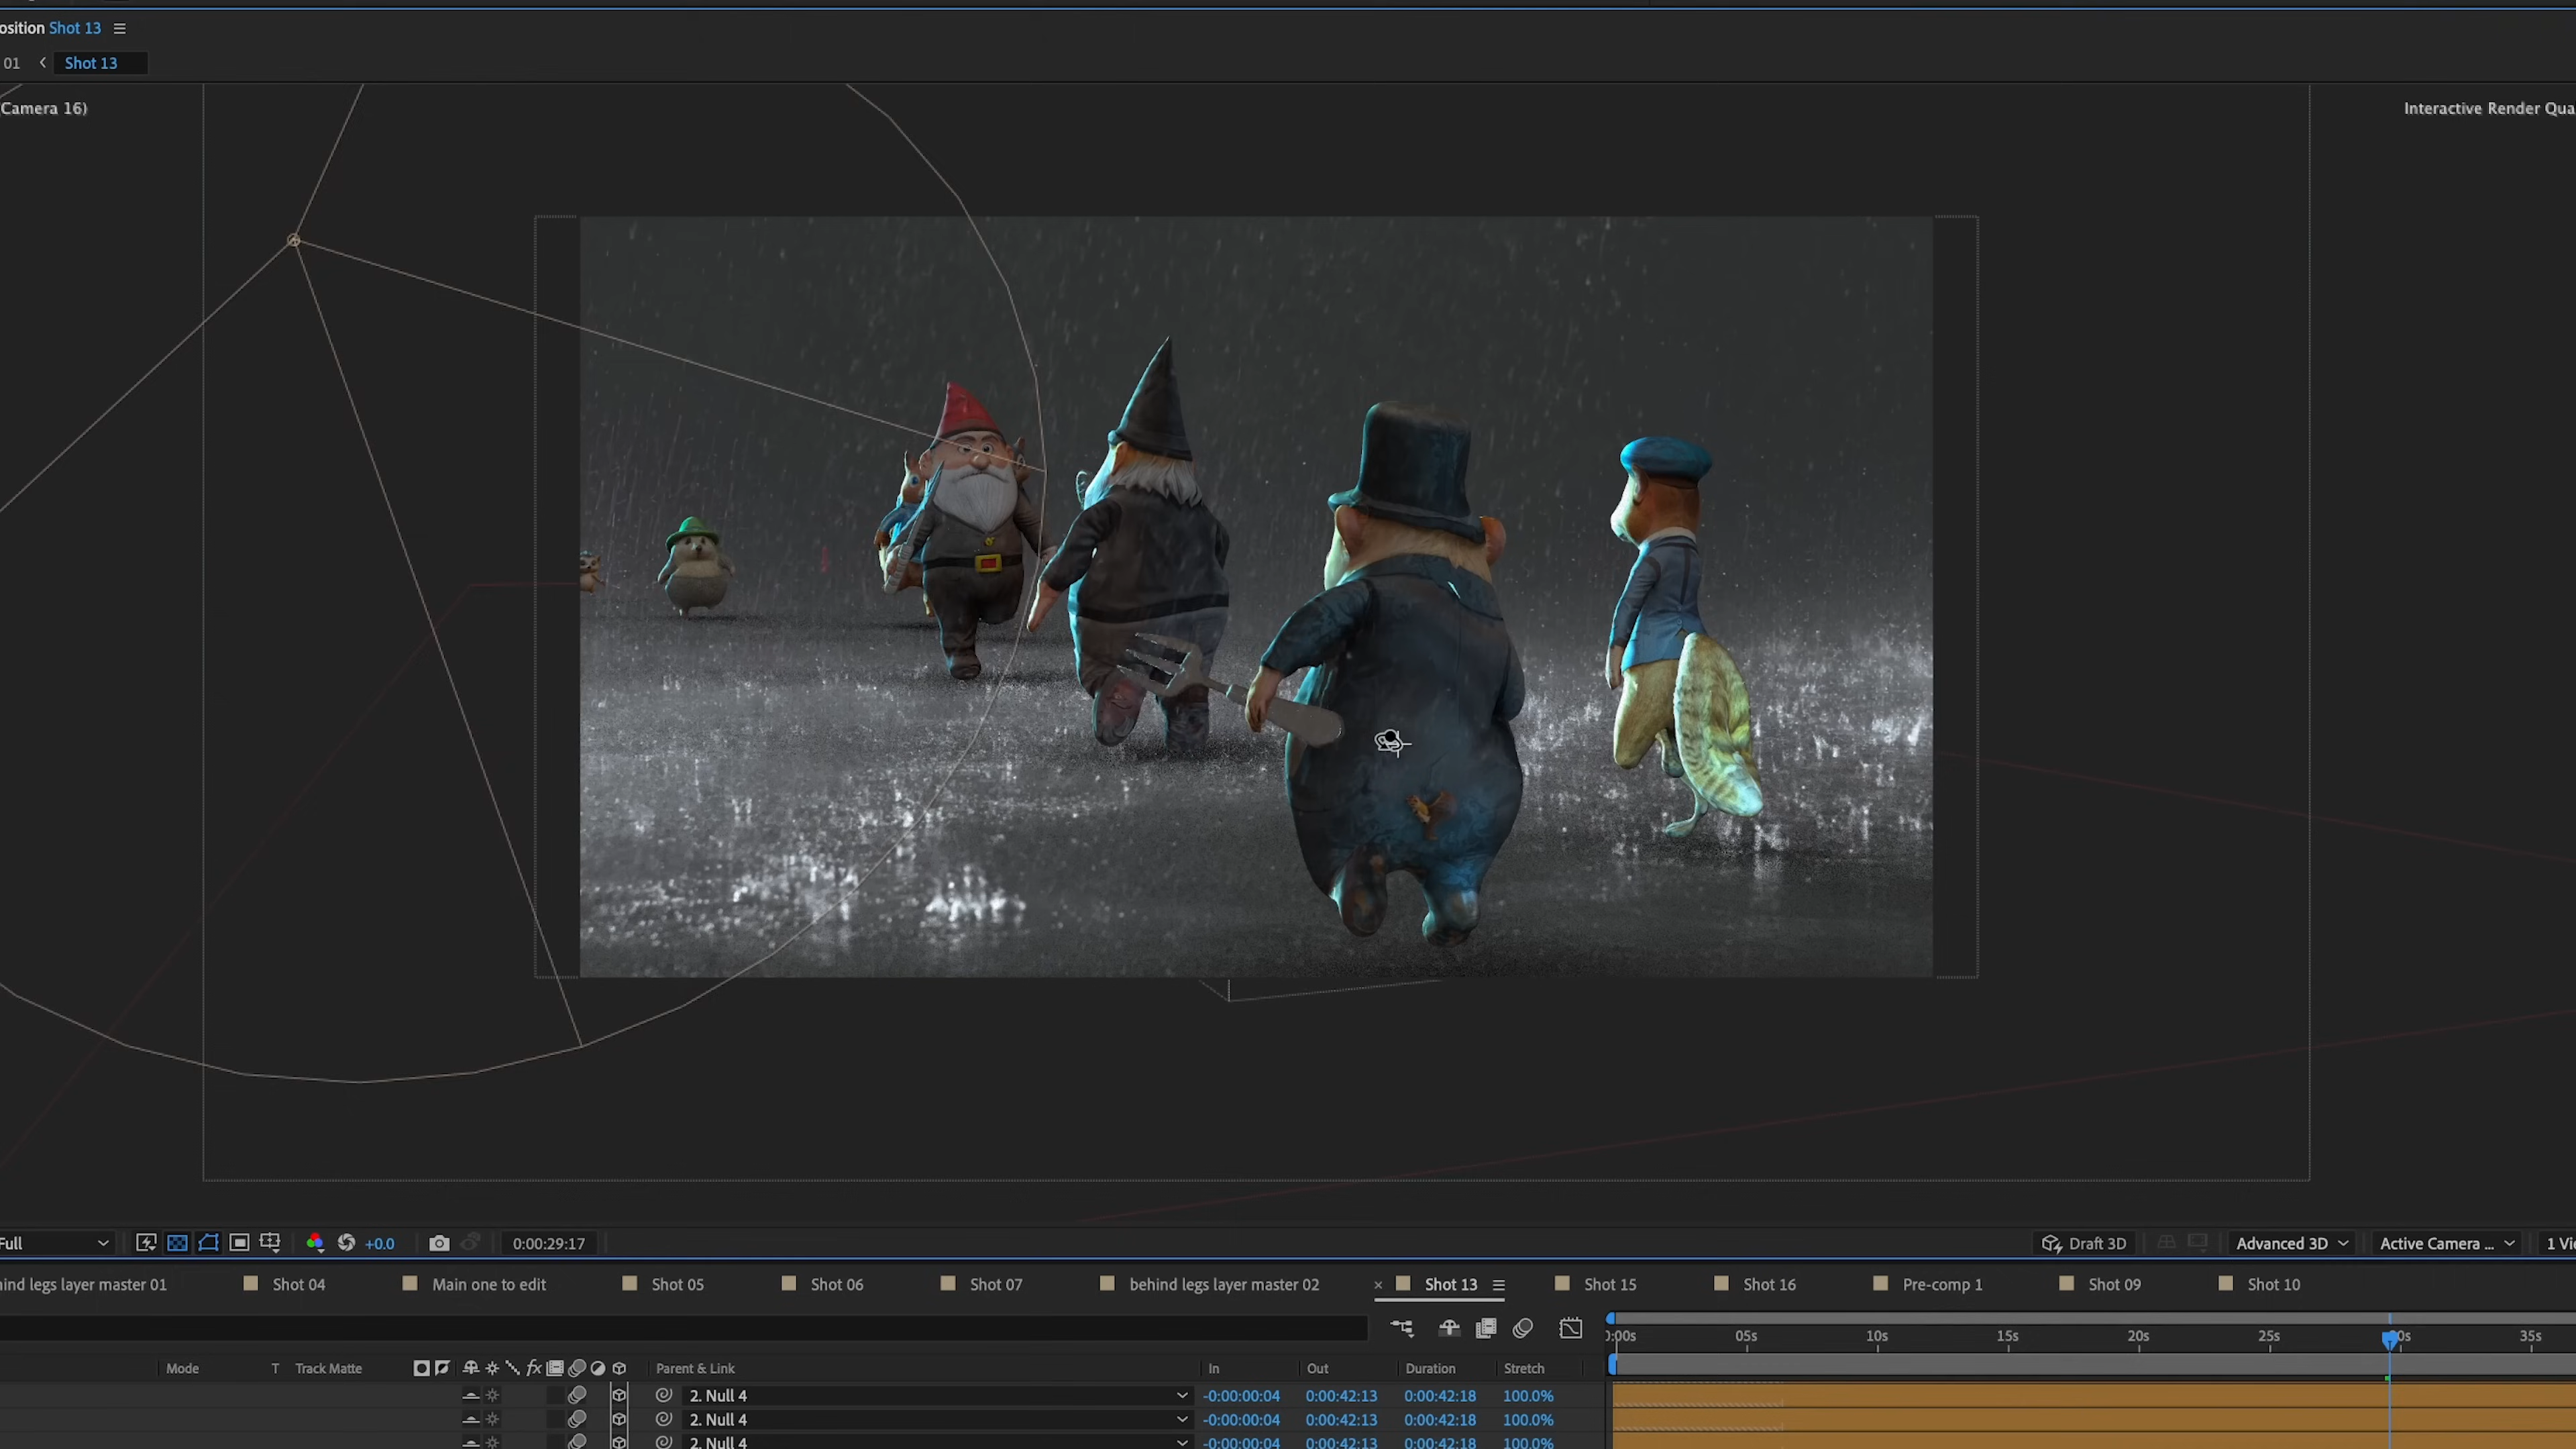 osition Shot 13
01 Shot 13
(Camera 16)
Interactive Render Qua
Full
+0.0
0:00:29:17
Draft 3D
Advanced 3D
Active Camera ...
1 Vi
ind legs layer master 01
Shot 04
Main one to edit
Shot 05
Shot 06
Shot 07
behind legs layer master 02
× Shot 13
Shot 15
Shot 16
Pre-comp 1
Shot 09
Shot 10
0:00s 05s 10s 15s 20s 25s 0s 35s
Mode T Track Matte fx Parent & Link In Out Duration Stretch
2. Null 4 -0:00:00:04 0:00:42:13 0:00:42:18 100.0%
2. Null 4 -0:00:00:04 0:00:42:13 0:00:42:18 100.0%
2. Null 4 -0:00:00:04 0:00:42:13 0:00:42:18 100.0%